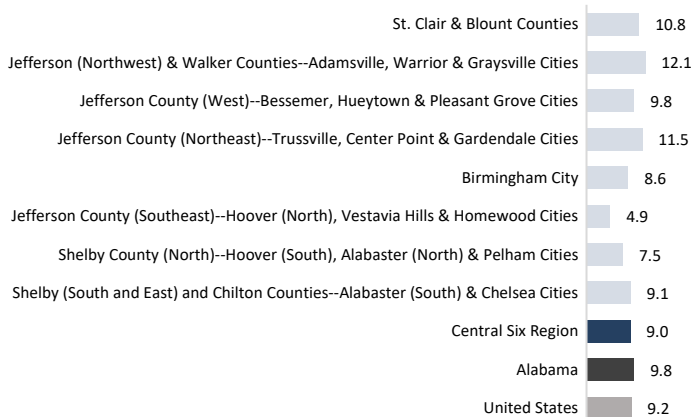 St. Clair & Blount Counties 10.8
Jefferson (Northwest) & Walker Counties--Adamsville, Warrior & Graysville Cities 12.1
Jefferson County (West)--Bessemer, Hueytown & Pleasant Grove Cities 9.8
Jefferson County (Northeast)--Trussville, Center Point & Gardendale Cities 11.5
Birmingham City 8.6
Jefferson County (Southeast)--Hoover (North), Vestavia Hills & Homewood Cities 4.9
Shelby County (North)--Hoover (South), Alabaster (North) & Pelham Cities 7.5
Shelby (South and East) and Chilton Counties--Alabaster (South) & Chelsea Cities 9.1
Central Six Region 9.0
Alabama 9.8
United States 9.2